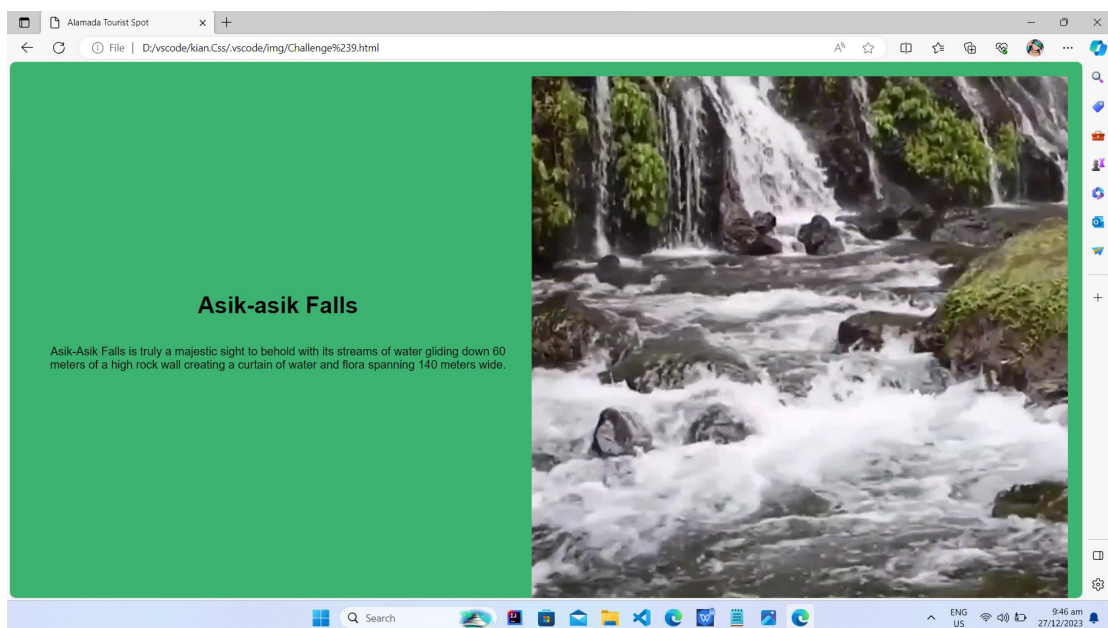 Alamada Tourist Spot
File | D:/vscode/kian.Css/.vscode/img/Challenge%239.html
Asik-asik Falls
Asik-Asik Falls is truly a majestic sight to behold with its streams of water gliding down 60
meters of a high rock wall creating a curtain of water and flora spanning 140 meters wide.
Search
ENG
US
9:46 am
27/12/2023